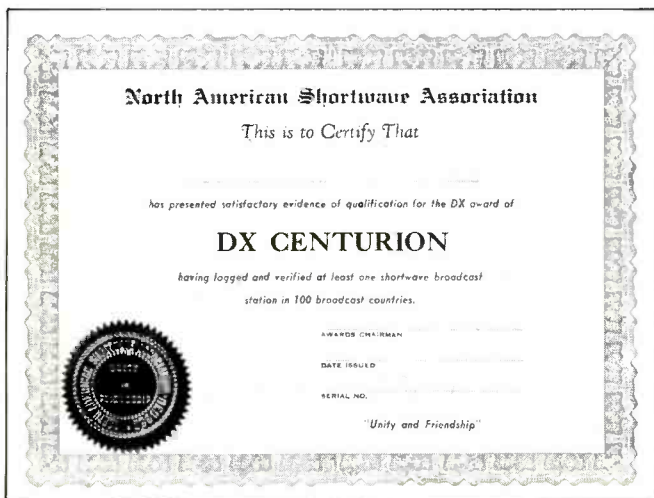 North American Shortwave Association
This is to Certify That
has presented satisfactory evidence of qualification for the DX award of
DX CENTURION
having logged and verified at least one shortwave broadcast
station in 100 broadcast countries.
AWARDS CHAIRMAN
DATE ISSUED
SERIAL NO.
"Unity and Friendship"